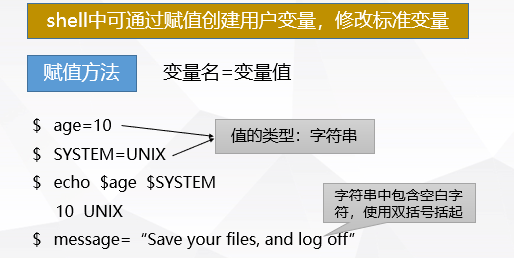 shell中可通过赋值创建用户变量，修改标准变量
赋值方法
变量名=变量值
$ age=10
$ SYSTEM=UNIX
值的类型：字符串
$ echo $age $SYSTEM
10 UNIX
字符串中包含空白字
符，使用双括号括起
$ message=“Save your files, and log off”